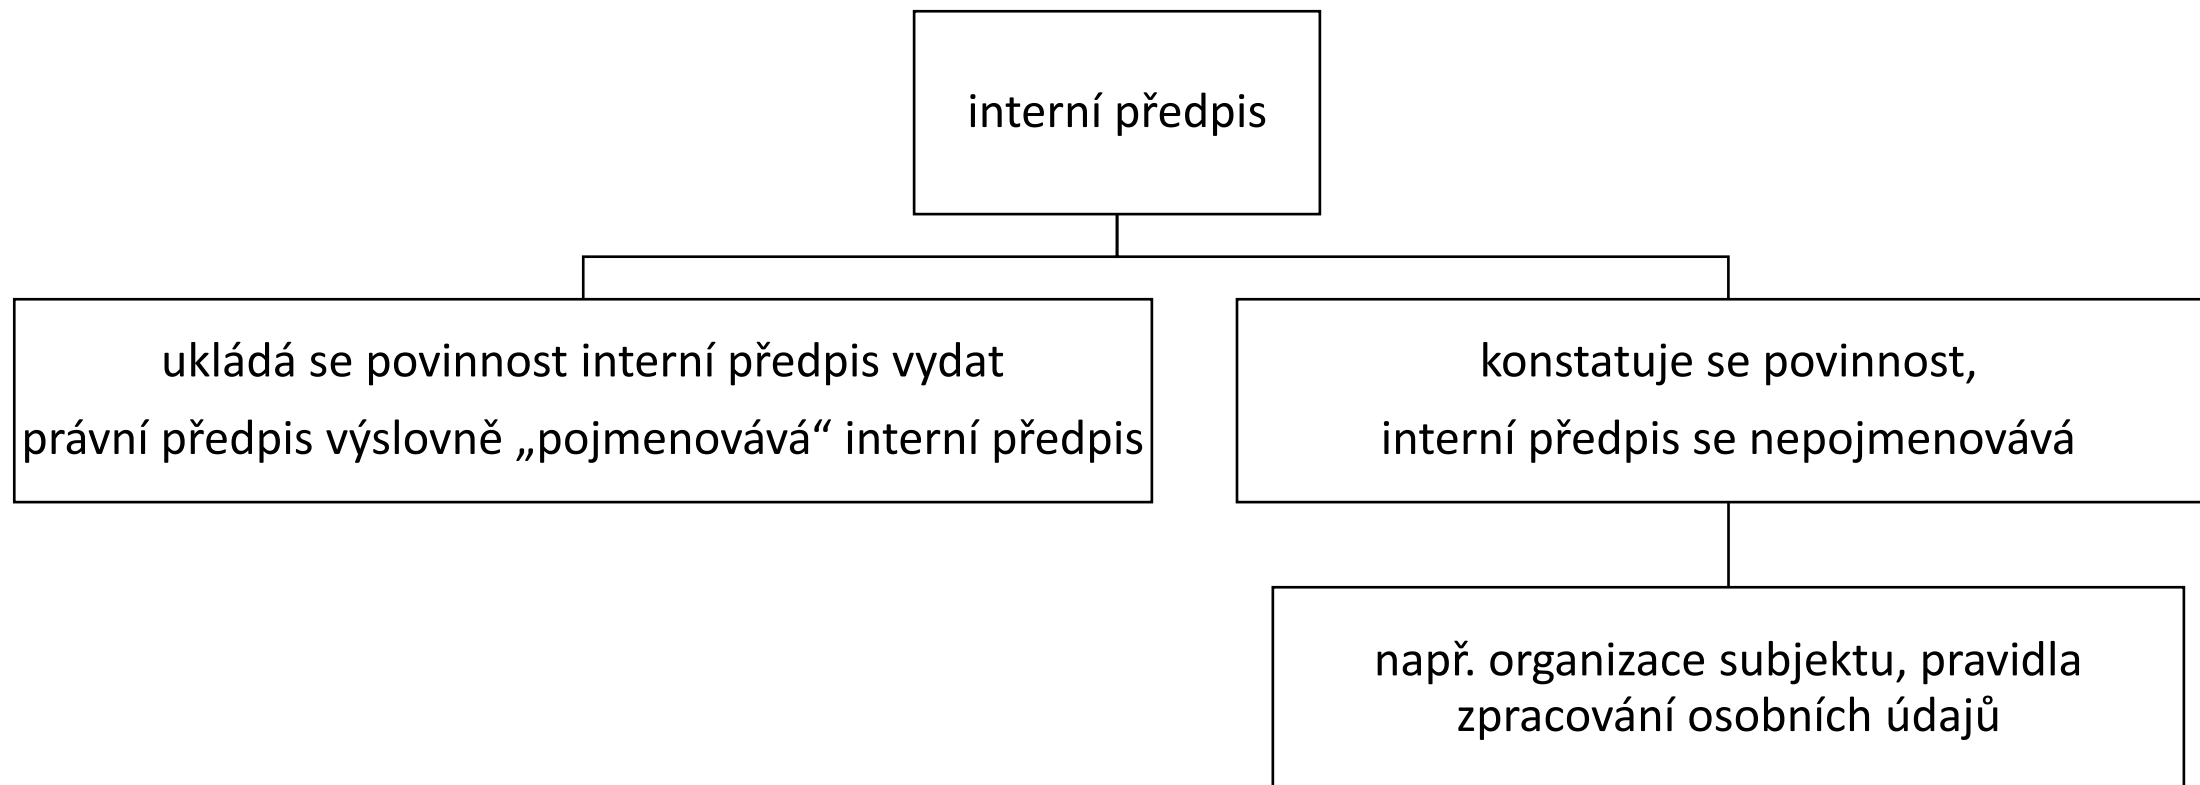 interní předpis
ukládá se povinnost interní předpis vydat
právní předpis výslovně „pojmenovává“ interní předpis
konstatuje se povinnost,
interní předpis se nepojmenovává
např. organizace subjektu, pravidla
zpracování osobních údajů